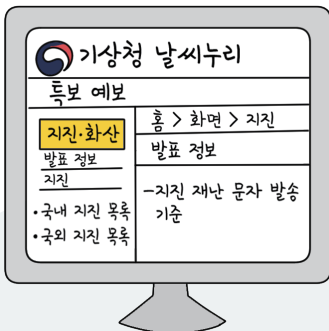 기상청 날씨누리
특보 예보
지진·화산
발표 정보
지진
•국내 지진 목록
•국외 지진 목록
홈 > 화면 > 지진
발표 정보
-지진 재난 문자 발송
기준